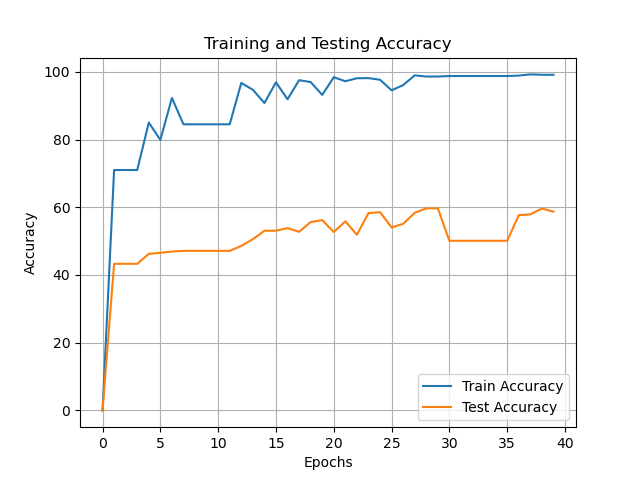 Training and Testing Accuracy
Accuracy
100
80
60
40
20
0
0 5 10 15 20 25 30 35 40
Epochs
Train Accuracy
Test Accuracy